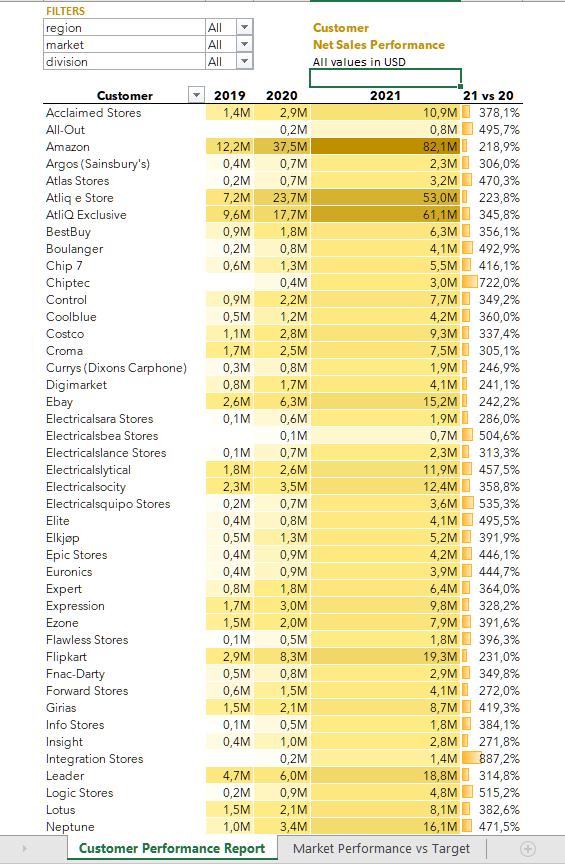 FILTERS
region All
market All
division All
Customer
Net Sales Performance
All values in USD
Customer 2019 2020 2021 21 vs 20
Acclaimed Stores 1,4M 2,9M 10,9M 378,1%
All-Out 0,2M 0,8M 495,7%
Amazon 12,2M 37,5M 82,1M 218,9%
Argos (Sainsbury's) 0,4M 0,7M 2,3M 306,0%
Atlas Stores 0,2M 0,7M 3,2M 470,3%
Atliq e Store 7,2M 23,7M 53,0M 223,8%
AtliQ Exclusive 9,6M 17,7M 61,1M 345,8%
BestBuy 0,9M 1,8M 6,3M 356,1%
Boulanger 0,2M 0,8M 4,1M 492,9%
Chip 7 0,6M 1,3M 5,5M 416,1%
Chiptec 0,4M 3,0M 722,0%
Control 0,9M 2,2M 7,7M 349,2%
Coolblue 0,5M 1,2M 4,2M 360,0%
Costco 1,1M 2,8M 9,3M 337,4%
Croma 1,7M 2,5M 7,5M 305,1%
Currys (Dixons Carphone) 0,3M 0,8M 1,9M 246,9%
Digimarket 0,8M 1,7M 4,1M 241,1%
Ebay 2,6M 6,3M 15,2M 242,2%
Electricalsara Stores 0,1M 0,6M 1,9M 286,0%
Electricalsbea Stores 0,1M 0,7M 504,6%
Electricalslance Stores 0,1M 0,7M 2,3M 313,3%
Electricalslytical 1,8M 2,6M 11,9M 457,5%
Electricalsocity 2,3M 3,5M 12,4M 358,8%
Electricalsquipo Stores 0,2M 0,7M 3,6M 535,3%
Elite 0,4M 0,8M 4,1M 495,5%
Elkjøp 0,5M 1,3M 5,2M 391,9%
Epic Stores 0,4M 0,9M 4,2M 446,1%
Euronics 0,4M 0,9M 3,9M 444,7%
Expert 0,8M 1,8M 6,4M 364,0%
Expression 1,7M 3,0M 9,8M 328,2%
Ezone 1,5M 2,0M 7,9M 391,6%
Flawless Stores 0,1M 0,5M 1,8M 396,3%
Flipkart 2,9M 8,3M 19,3M 231,0%
Fnac-Darty 0,5M 0,8M 2,9M 349,8%
Forward Stores 0,6M 1,5M 4,1M 272,0%
Girias 1,5M 2,1M 8,7M 419,3%
Info Stores 0,1M 0,5M 1,8M 384,1%
Insight 0,4M 1,0M 2,8M 271,8%
Integration Stores 0,2M 1,4M 887,2%
Leader 4,7M 6,0M 18,8M 314,8%
Logic Stores 0,2M 0,9M 4,8M 515,2%
Lotus 1,5M 2,1M 8,1M 382,6%
Neptune 1,0M 3,4M 16,1M 471,5%
Customer Performance Report Market Performance vs Target